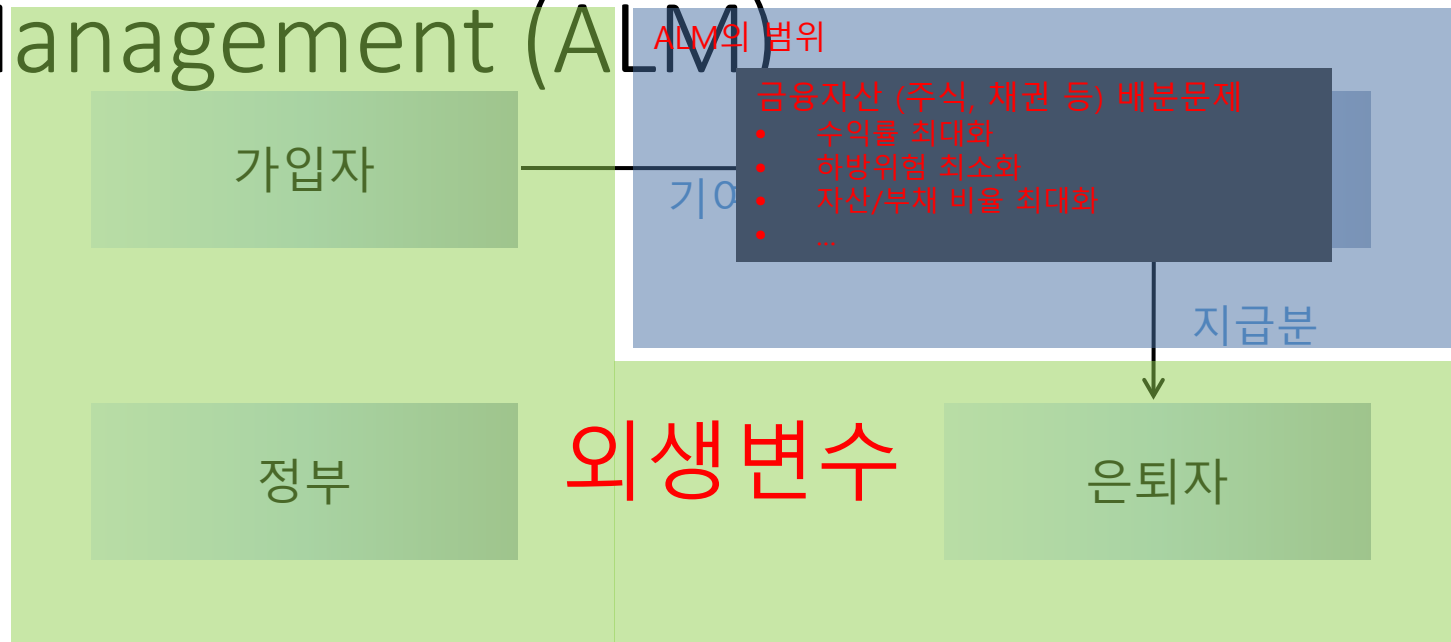 anagement (ALM)
ALM의 범위
금융자산 (주식, 채권 등) 배분문제
• 수익률 최대화
• 하방위험 최소화
• 자산/부채 비율 최대화
• ...
가입자
지급분
정부
외생변수
은퇴자